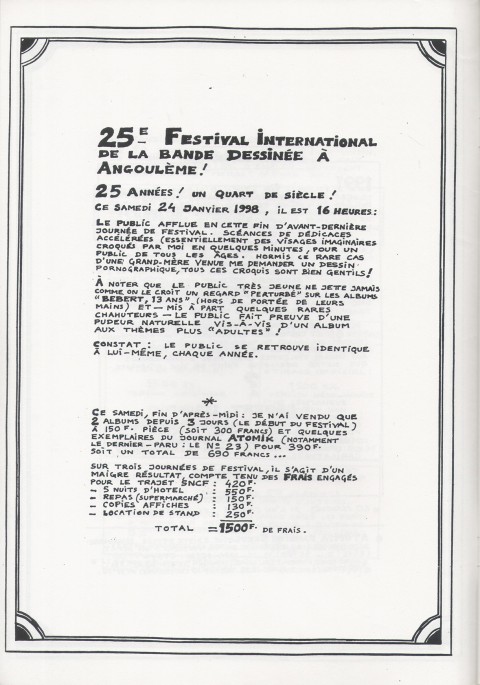 25E FESTIVAL INTERNATIONAL
DE LA BANDE DESSINÉE À
ANGOULÈME!
25 ANNÉES! UN QUART DE SIÈCLE!
CE SAMEDI 24 JANVIER 1998, IL EST 16 HEURES:
LE PUBLIC AFFLUE EN CETTE FIN D'AVANT-DERNIÈRE
JOURNÉE DE FESTIVAL. SCÉANCES DE DÉDICACES
ACCÉLÉRÉES (ESSENTIELLEMENT DES VISAGES IMAGINAIRES
CROQUÉS PAR MOI EN QUELQUES MINUTES, POUR UN
PUBLIC DE TOUS LES ÂGES. HORMIS CE RARE CAS
D'UNE GRAND-MÈRE VENUE ME DEMANDER UN DESSIN
PORNOGRAPHIQUE, TOUS CES CROQUIS SONT BIEN GENTILS!
À NOTER QUE LE PUBLIC TRÈS JEUNE NE JETE JAMAIS
COMME ON LE CROÎT UN REGARD "PERTURBÉ" SUR LES ALBUMS
"BÉBERT, 13 ANS" (HORS DE PORTÉE DE LEURS
MAINS) ET — MIS À PART QUELQUES RARES
CHAHUTEURS — LE PUBLIC FAIT PREUVE D'UNE
PUDEUR NATURELLE VIS-À-VIS D'UN ALBUM
AUX THÈMES PLUS "ADULTES"!
CONSTAT: LE PUBLIC SE RETROUVE IDENTIQUE
À LUI-MÊME, CHAQUE ANNÉE.
*
CE SAMEDI, FIN D'APRÈS-MIDI: JE N'AI VENDU QUE
2 ALBUMS DEPUIS 3 JOURS (LE DÉBUT DU FESTIVAL)
À 150F. PIÈCE (SOIT 300 FRANCS) ET QUELQUES
EXEMPLAIRES DU JOURNAL ATOMIK (NOTAMMENT
LE DERNIER-PARU: LE No 23) POUR 390F.
SOIT UN TOTAL DE 690 FRANCS...
SUR TROIS JOURNÉES DE FESTIVAL, IL S'AGIT D'UN
MAIGRE RÉSULTAT, COMPTE TENU DES FRAIS ENGAGÉS
POUR LE TRAJET SNCF: 420F.
— 5 NUITS D'HÔTEL: 550F.
— REPAS (SUPERMARCHÉ): 150F.
— COPIES AFFICHES: 130F.
— LOCATION DE STAND: 250F.
TOTAL = 1500F. DE FRAIS.